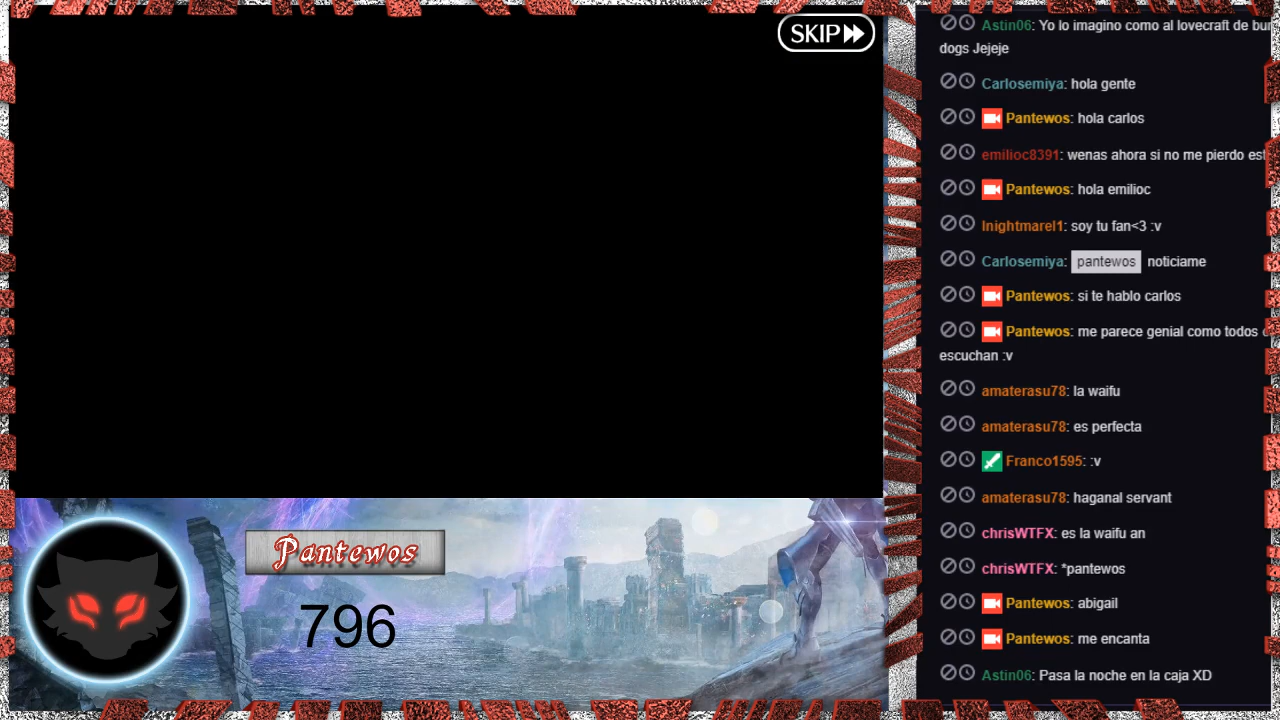 SKIP
Pantewos
796
Astin06: Yo lo imagino como al lovecraft de
dogs Jejeje
Carlosemiya: hola gente
Pantewos: hola carlos
emilioc8391: wenas ahora si no me pierdo
Pantewos: hola emilioc
Inightmarel1: soy tu fan<3 :v
Carlosemiya: pantewos noticiame
Pantewos: si te hablo carlos
Pantewos: me parece genial como todos
escuchan :v
amaterasu78: la waifu
amaterasu78: es perfecta
Franco1595: :v
amaterasu78: haganal servant
chrisWTFX: es la waifu an
chrisWTFX: *pantewos
Pantewos: abigail
Pantewos: me encanta
Astin06: Pasa la noche en la caja XD